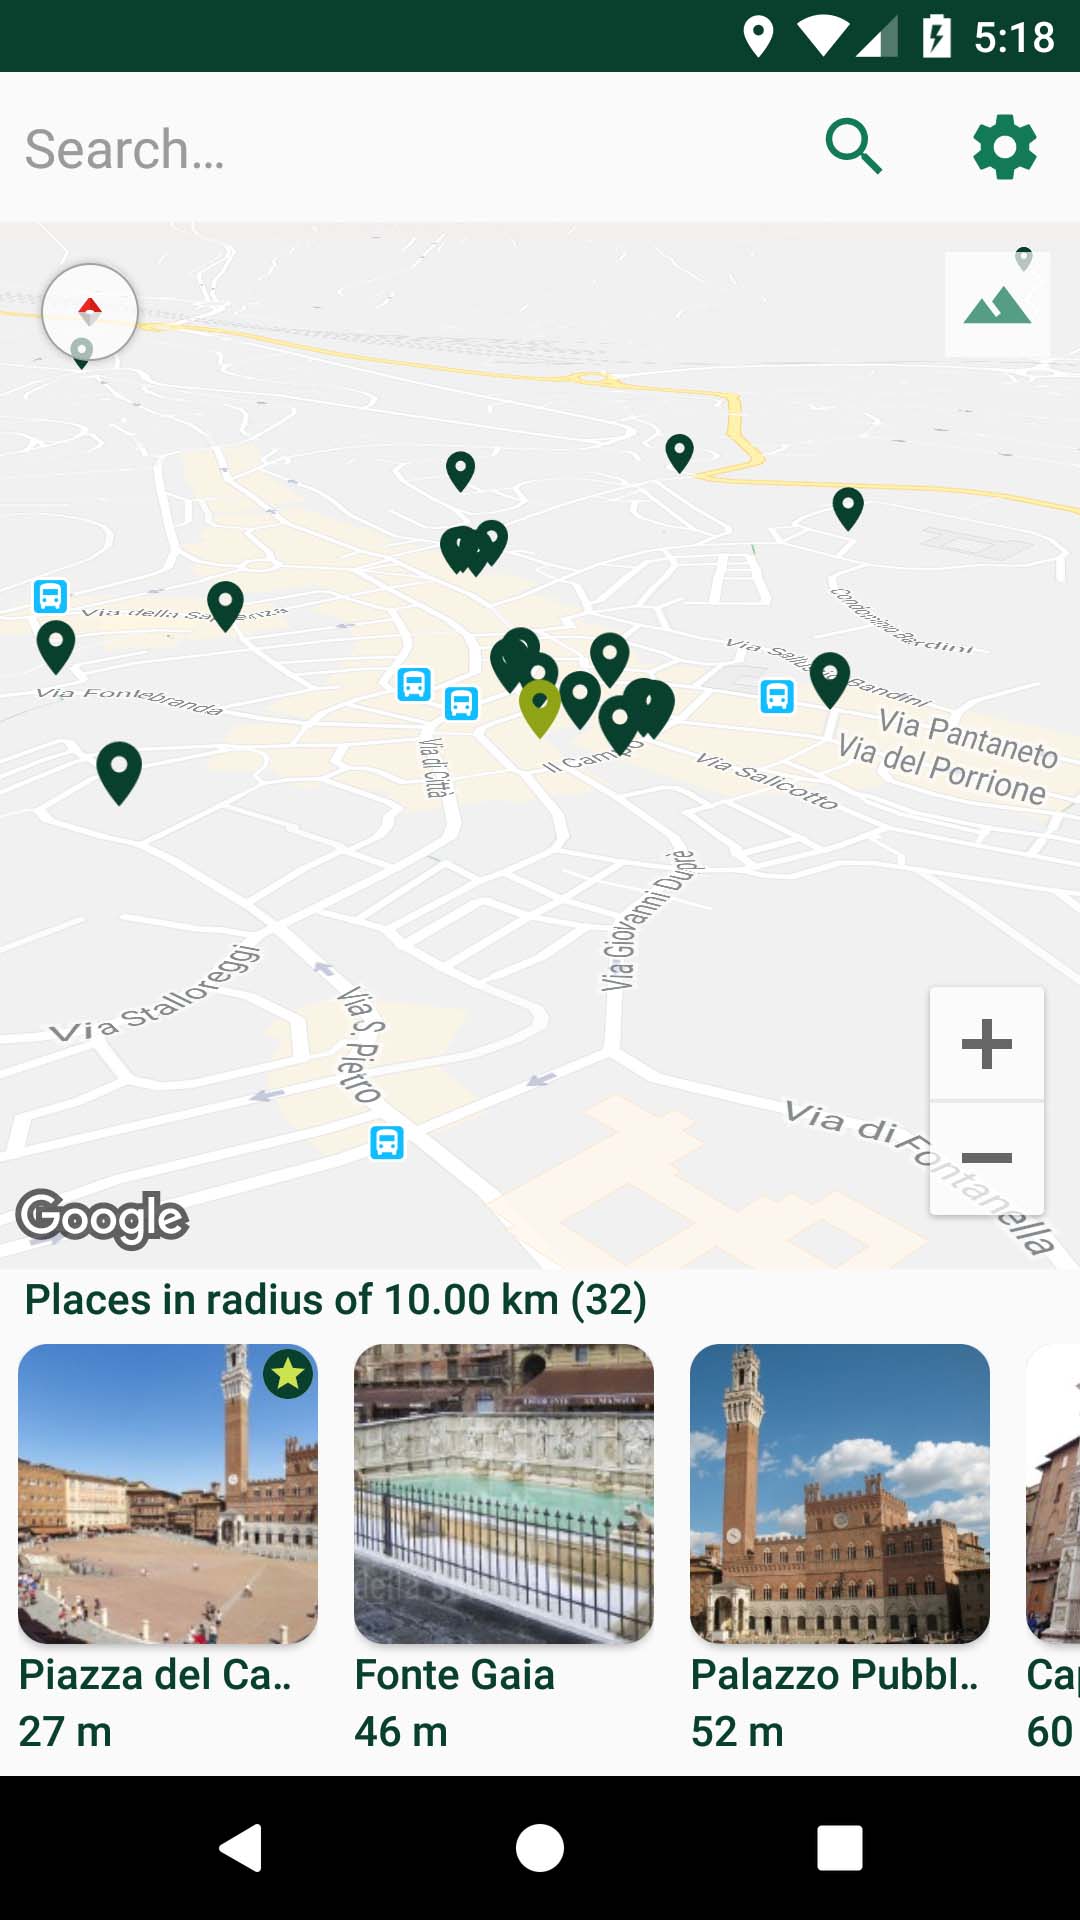 5:18
Search...
Via della Sapienza
Via Fontebranda
Condomino Bardini
Via Sallustio Bandini
Via Pantaneto
Via del Porrione
Via di Città
Il Campo
Via Salicotto
Via Giovanni Duprè
Via Stalloreggi
Via S. Pietro
Via di Fontanella
Google
Places in radius of 10.00 km (32)
Piazza del Ca..
Fonte Gaia
Palazzo Pubbl..
Ca
27 m
46 m
52 m
60